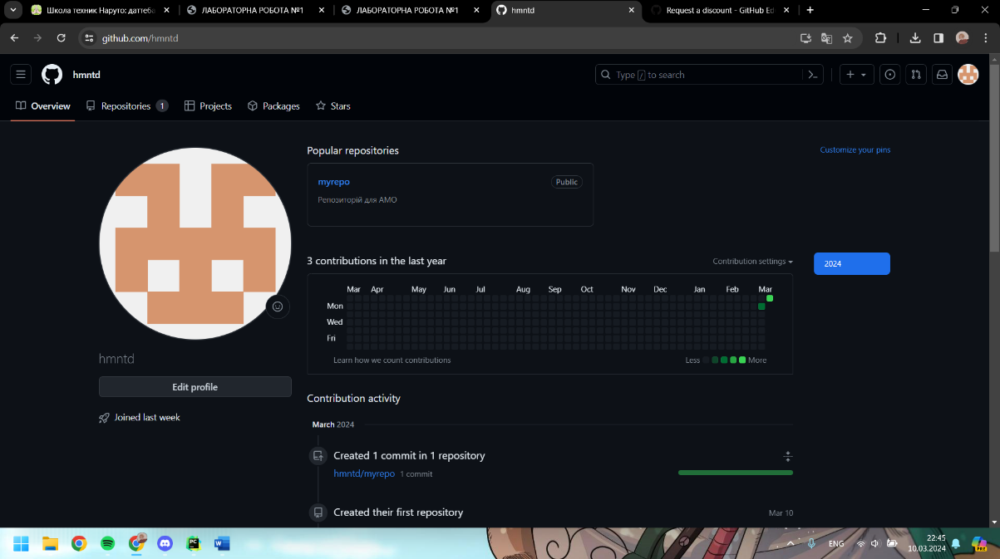 Школа техник Наруто: даттеба
ЛАБОРАТОРНА РОБОТА №1
ЛАБОРАТОРНА РОБОТА №1
hmntd
Request a discount - GitHub Ed
github.com/hmntd
hmntd
Type / to search
Overview
Repositories 1
Projects
Packages
Stars
Popular repositories
Customize your pins
myrepo
Public
Репозиторій для АМО
3 contributions in the last year
Contribution settings
2024
Mar Apr May Jun Jul Aug Sep Oct Nov Dec Jan Feb Mar
Mon
Wed
Fri
Learn how we count contributions
Less
More
hmntd
Edit profile
Joined last week
Contribution activity
March 2024
Created 1 commit in 1 repository
hmntd/myrepo 1 commit
Created their first repository
Mar 10
ENG
22:45
10.03.2024
PC
W
PRE